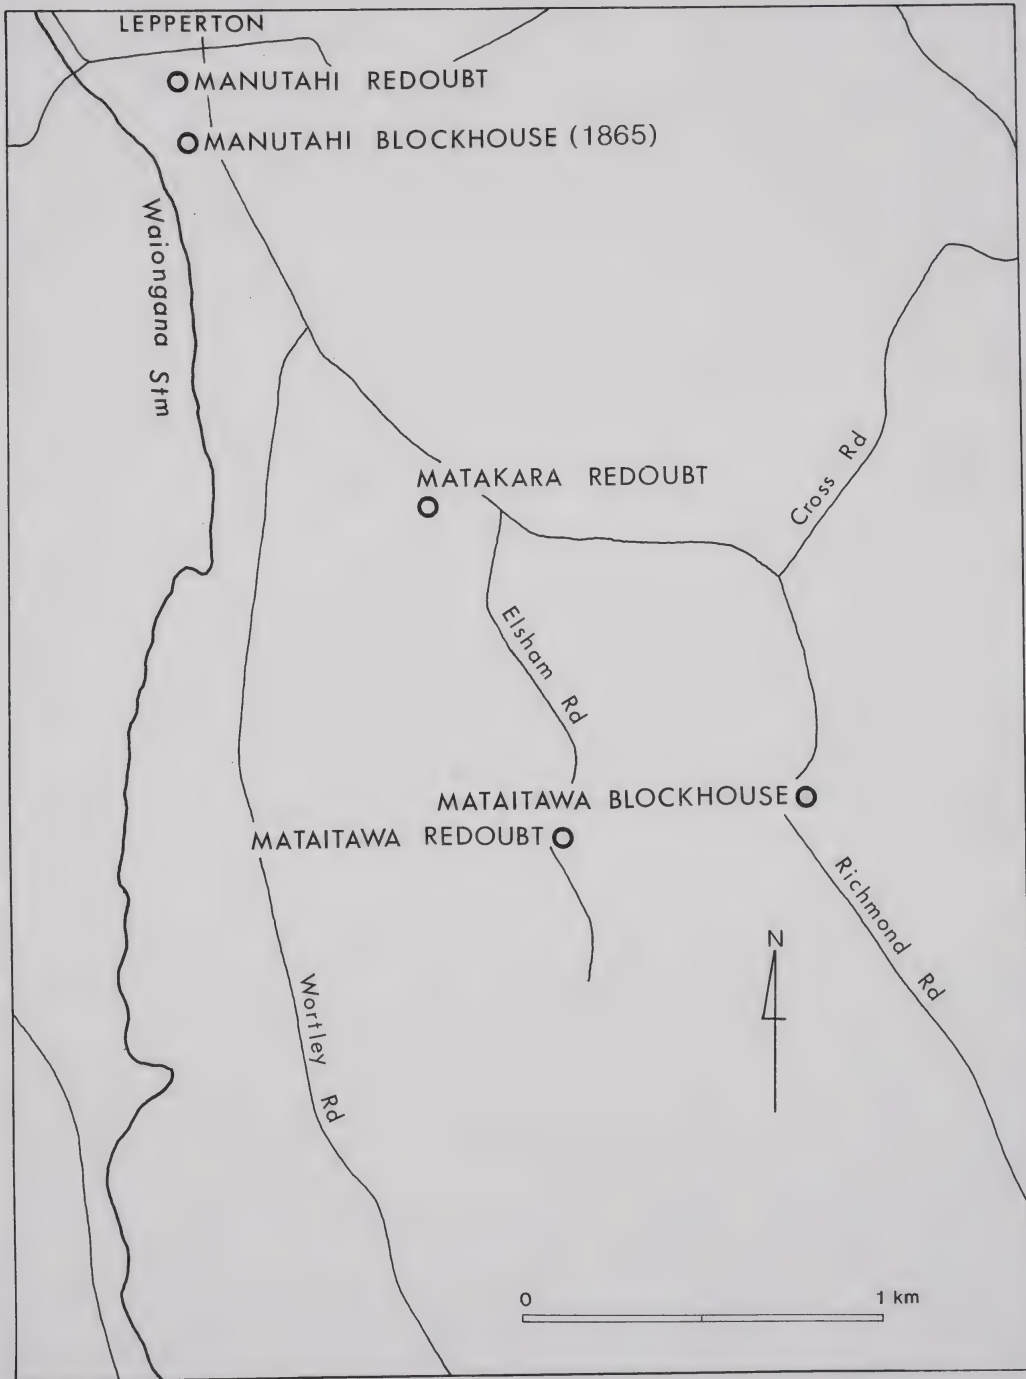 LEPPERTON
MANUTAHI REDOUBT
MANUTAHI BLOCKHOUSE (1865)
Waiongana Stm
Cross Rd
MATAKARA REDOUBT
Elsham Rd
MATAITAWA BLOCKHOUSE
MATAITAWA REDOUBT
Richmond Rd
N
Wortley Rd
0 1 km